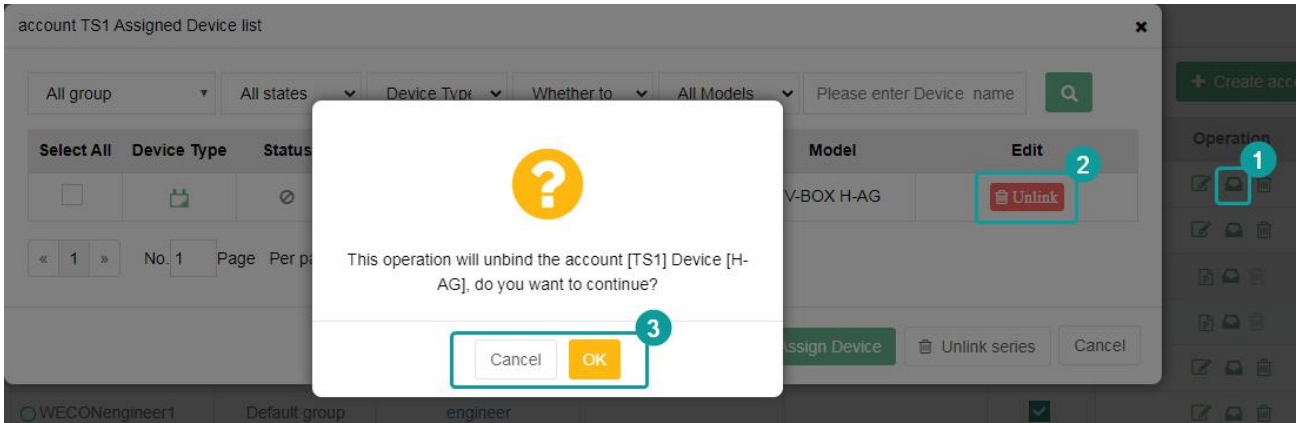 account TS1 Assigned Device list
All group All states Device Type Whether to All Models Please enter Device name
+ Create acc
Select All Device Type Status Model Edit Operation
1
2
V-BOX H-AG Unlink
« 1 » No. 1 Page Per pa
This operation will unbind the account [TS1] Device [H-
AG], do you want to continue?
3
Cancel OK
Assign Device Unlink series Cancel
WECONengineer1 Default group engineer